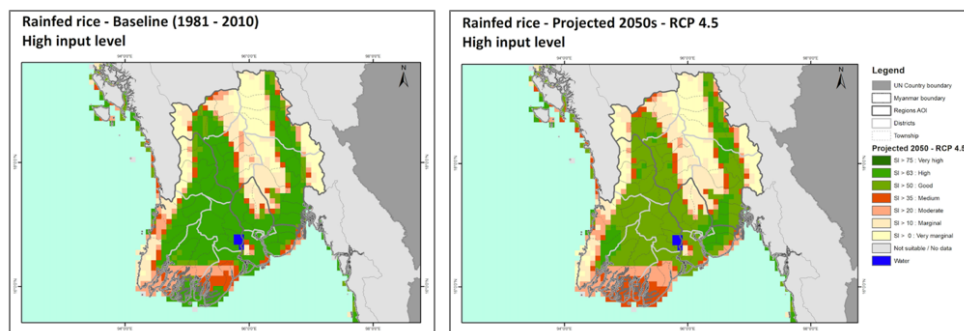 Rainfed rice - Baseline (1981 - 2010)
High input level
N
Rainfed rice - Projected 2050s - RCP 4.5
High input level
N
Legend
UN Country boundary
Myanmar boundary
Regions AOI
Districts
Township
Projected 2050 - RCP 4.5
SI > 75 : Very high
SI > 63 : High
SI > 50 : Good
SI > 35 : Medium
SI > 20 : Moderate
SI > 10 : Marginal
SI > 0 : Very marginal
Not suitable / No data
Water